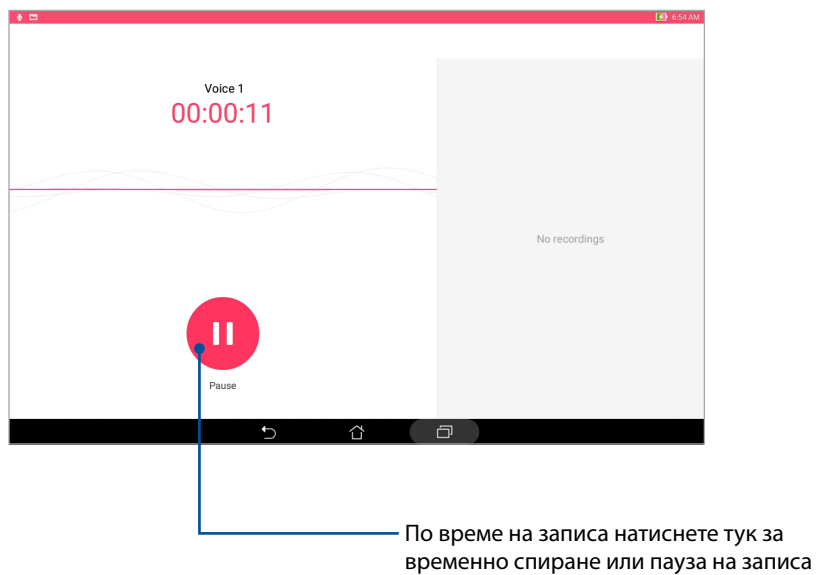 6:54 AM
Voice 1
00:00:11
No recordings
Pause
По време на записа натиснете тук за
временно спиране или пауза на записа